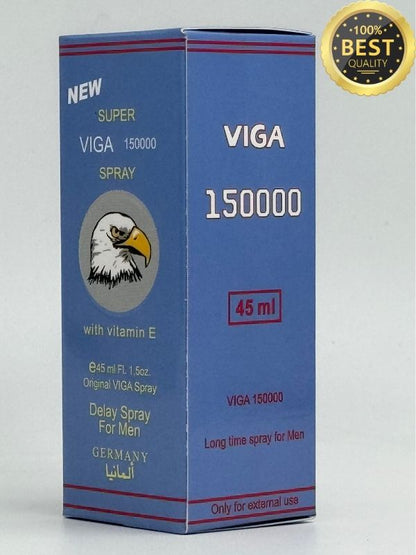 100%
BEST
QUALITY
NEW
SUPER
VIGA 150000
SPRAY
with vitamin E
e45 ml Fl. 1,5oz.
Original VIGA Spray
Delay Spray
For Men
GERMANY
ألمانيا
VIGA
150000
45 ml
VIGA 150000
Long time spray for Men
Only for external use